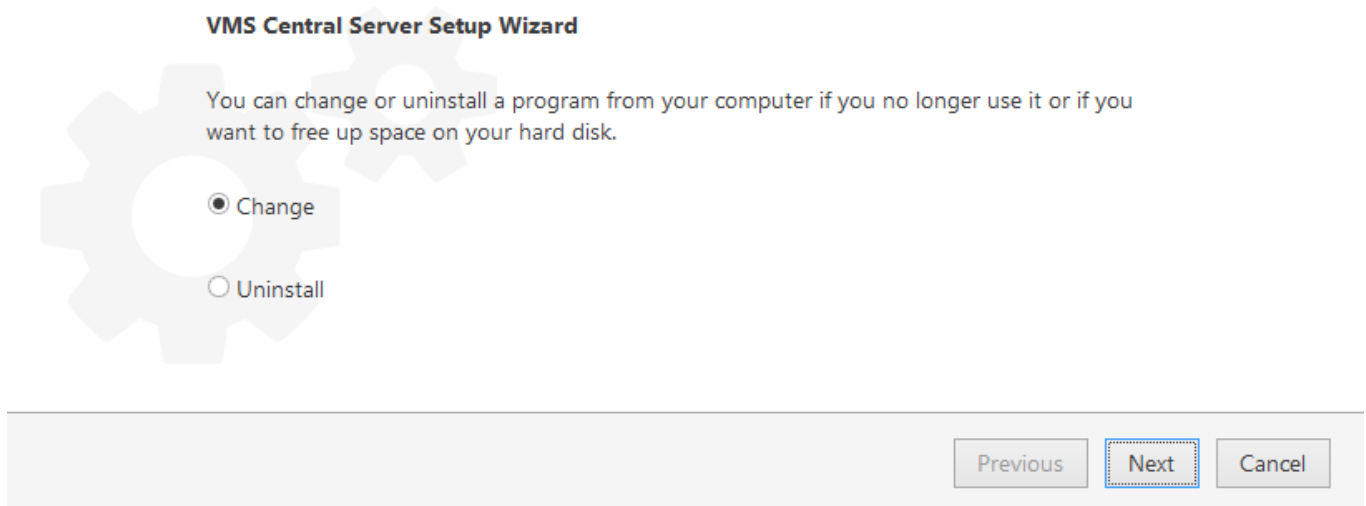 VMS Central Server Setup Wizard
You can change or uninstall a program from your computer if you no longer use it or if you
want to free up space on your hard disk.
Change
Uninstall
Previous
Next
Cancel